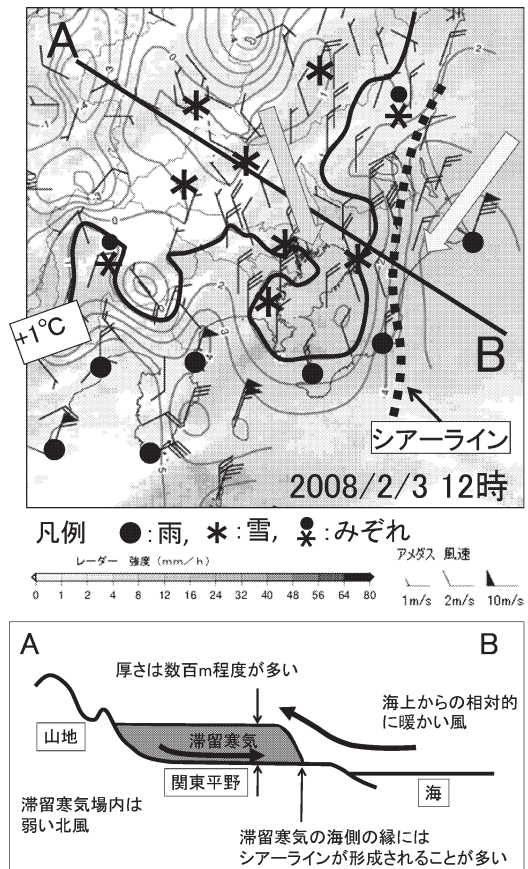 A
B
+1℃
シアーライン
2008/2/3 12時
凡例 ●:雨, *:雪, :みぞれ
レーダー 強度 (mm/h)
0 1 2 4 8 12 16 24 32 40 48 56 64 80
アメダス 風速
1m/s 2m/s 10m/s
A B
厚さは数百m程度が多い
海上からの相対的
に暖かい風
山地
滞留寒気
関東平野
海
滞留寒気場内は
弱い北風
滞留寒気の海側の縁には
シアーラインが形成されることが多い